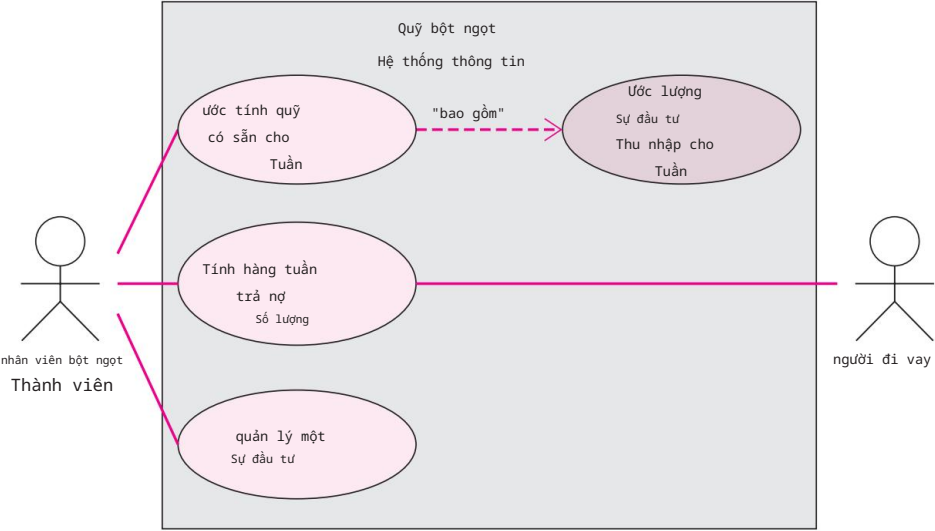 Quỹ bột ngọt
Hệ thống thông tin
ước tính quỹ
có sẵn cho
Tuần
"bao gồm"
Ước lượng
Sự đầu tư
Thu nhập cho
Tuần
Tính hàng tuần
trả nợ
Số lượng
nhân viên bột ngọt
Thành viên
người đi vay
quản lý một
Sự đầu tư